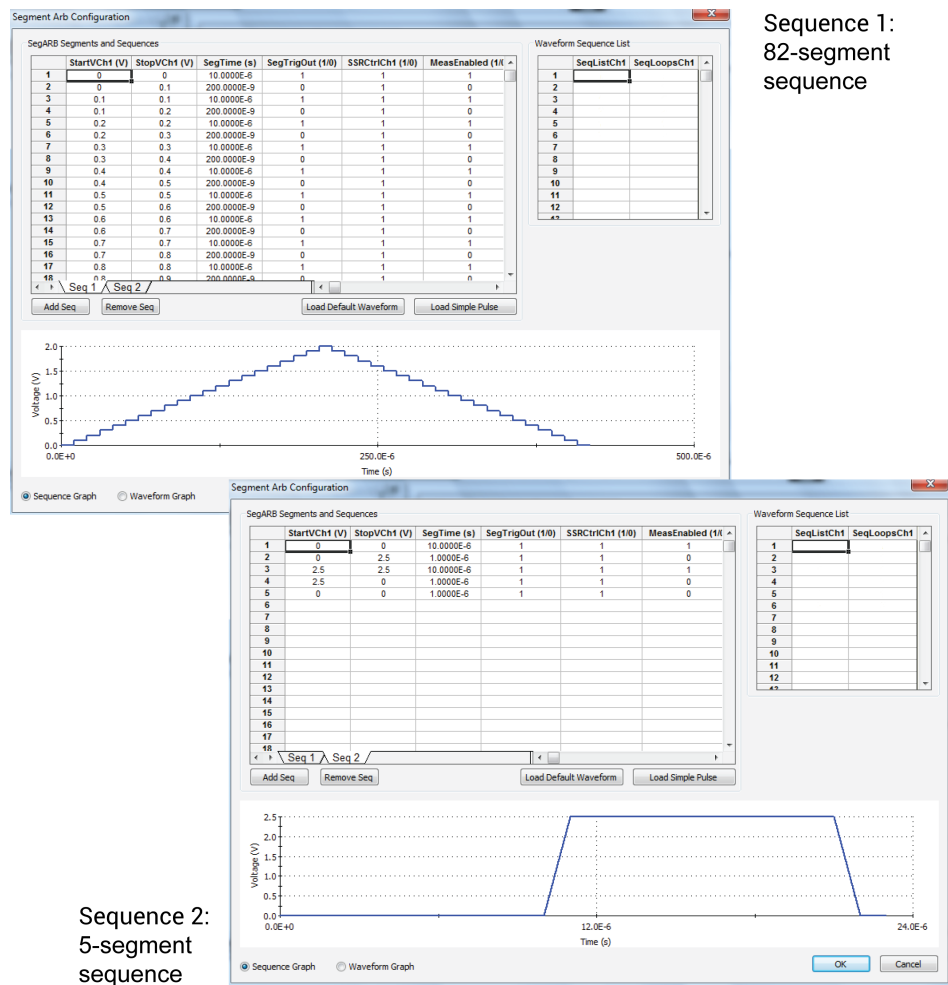 Segment Arb Configuration
Sequence 1:
82-segment
sequence
SegARB Segments and Sequences
StartVCh1 (V) StopVCh1 (V) SegTime (s) SegTrigOut (1/0) SSRCtrlCh1 (1/0) MeasEnabled (1/(
1 0 0 10.0000E-6 1 1 1
2 0 0.1 200.0000E-9 0 1 0
3 0.1 0.1 10.0000E-6 1 1 1
4 0.1 0.2 200.0000E-9 0 1 0
5 0.2 0.2 10.0000E-6 1 1 1
6 0.2 0.3 200.0000E-9 0 1 0
7 0.3 0.3 10.0000E-6 1 1 1
8 0.3 0.4 200.0000E-9 0 1 0
9 0.4 0.4 10.0000E-6 1 1 1
10 0.4 0.5 200.0000E-9 0 1 0
11 0.5 0.5 10.0000E-6 1 1 1
12 0.5 0.6 200.0000E-9 0 1 0
13 0.6 0.6 10.0000E-6 1 1 1
14 0.6 0.7 200.0000E-9 0 1 0
15 0.7 0.7 10.0000E-6 1 1 1
16 0.7 0.8 200.0000E-9 0 1 0
17 0.8 0.8 10.0000E-6 1 1 1
18 0.8 0.9 200.0000E-9 0 1 0
Seq 1 Seq 2
Add Seq Remove Seq Load Default Waveform Load Simple Pulse
Waveform Sequence List
SeqListCh1 SeqLoopsCh1
1
2
3
4
5
6
7
8
9
10
11
12
Voltage (V)
2.0
1.5
1.0
0.5
0.0
0.0E+0 250.0E-6 500.0E-6
Time (s)
Sequence Graph Waveform Graph
Segment Arb Configuration
SegARB Segments and Sequences
StartVCh1 (V) StopVCh1 (V) SegTime (s) SegTrigOut (1/0) SSRCtrlCh1 (1/0) MeasEnabled (1/(
1 0 0 10.0000E-6 1 1 1
2 0 2.5 1.0000E-6 1 1 0
3 2.5 2.5 10.0000E-6 1 1 1
4 2.5 0 1.0000E-6 1 1 0
5 0 0 1.0000E-6 1 1 0
6
7
8
9
10
11
12
13
14
15
16
17
18
Seq 1 Seq 2
Add Seq Remove Seq Load Default Waveform Load Simple Pulse
Waveform Sequence List
SeqListCh1 SeqLoopsCh1
1
2
3
4
5
6
7
8
9
10
11
12
Voltage (V)
2.5
2.0
1.5
1.0
0.5
0.0
0.0E+0 12.0E-6 24.0E-6
Time (s)
Sequence Graph Waveform Graph
OK Cancel
Sequence 2:
5-segment
sequence